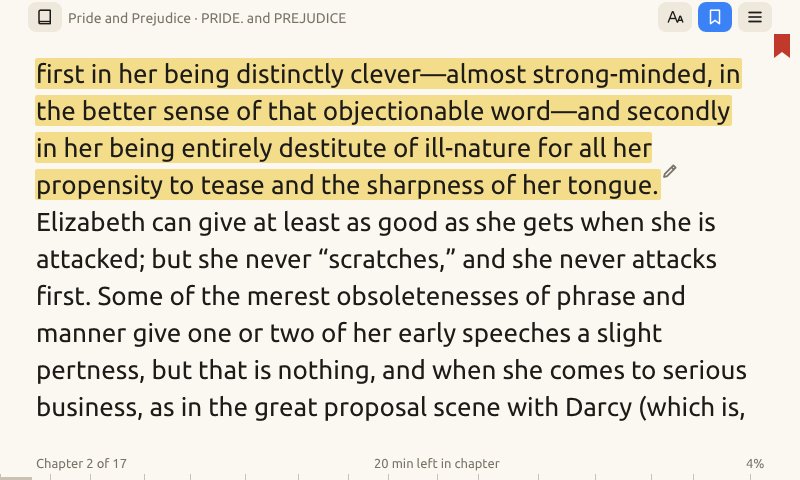 Pride and Prejudice · PRIDE. and PREJUDICE
AA
first in her being distinctly clever—almost strong-minded, in
the better sense of that objectionable word—and secondly
in her being entirely destitute of ill-nature for all her
propensity to tease and the sharpness of her tongue.
Elizabeth can give at least as good as she gets when she is
attacked; but she never “scratches,” and she never attacks
first. Some of the merest obsoletenesses of phrase and
manner give one or two of her early speeches a slight
pertness, but that is nothing, and when she comes to serious
business, as in the great proposal scene with Darcy (which is,
Chapter 2 of 17
20 min left in chapter
4%